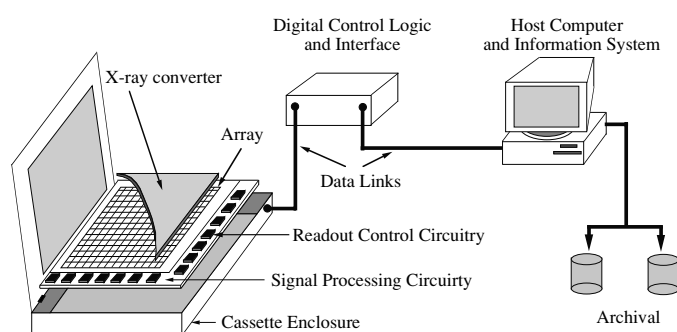 Digital Control Logic
and Interface
Host Computer
and Information System
X-ray converter
Array
Data Links
Readout Control Circuitry
Signal Processing Circuirty
Cassette Enclosure
Archival